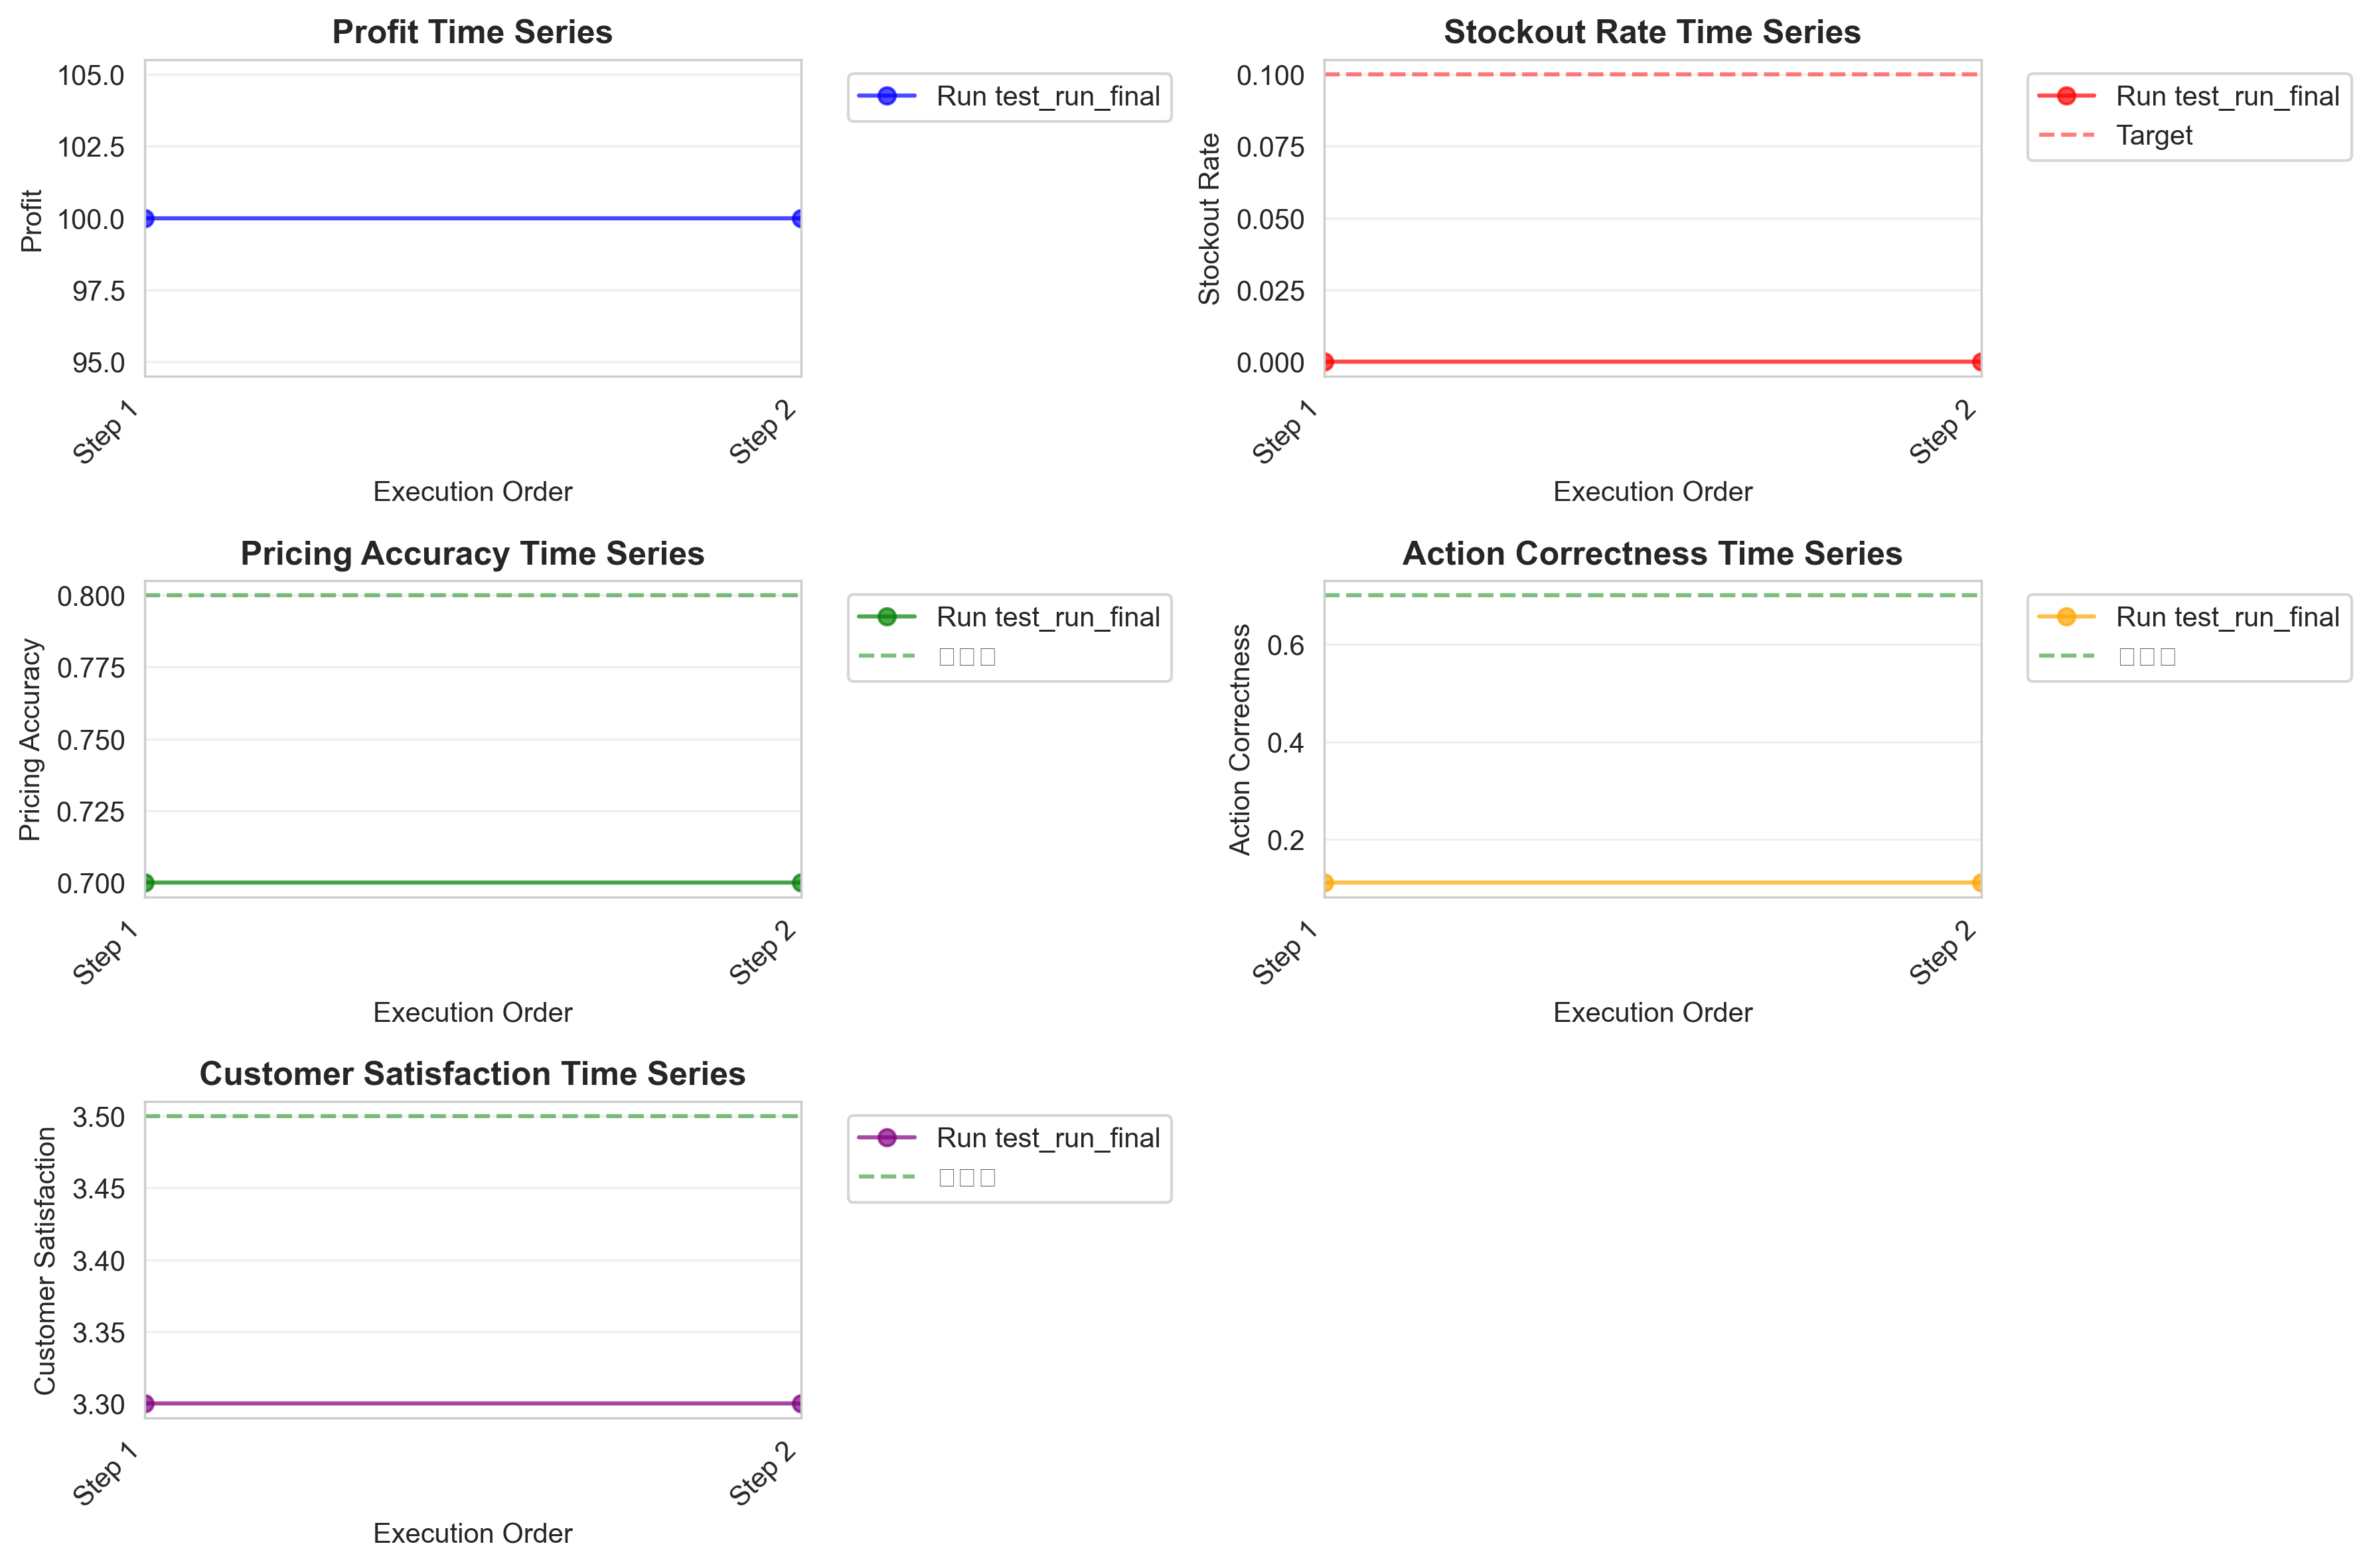 Profit Time Series
105.0
102.5
100.0
97.5
95.0
Profit
Step 1
Step 2
Execution Order
Run test_run_final
Stockout Rate Time Series
0.100
0.075
0.050
0.025
0.000
Stockout Rate
Step 1
Step 2
Execution Order
Run test_run_final
Target
Pricing Accuracy Time Series
0.800
0.775
0.750
0.725
0.700
Pricing Accuracy
Step 1
Step 2
Execution Order
Run test_run_final
Action Correctness Time Series
0.6
0.4
0.2
Action Correctness
Step 1
Step 2
Execution Order
Run test_run_final
Customer Satisfaction Time Series
3.50
3.45
3.40
3.35
3.30
Customer Satisfaction
Step 1
Step 2
Execution Order
Run test_run_final